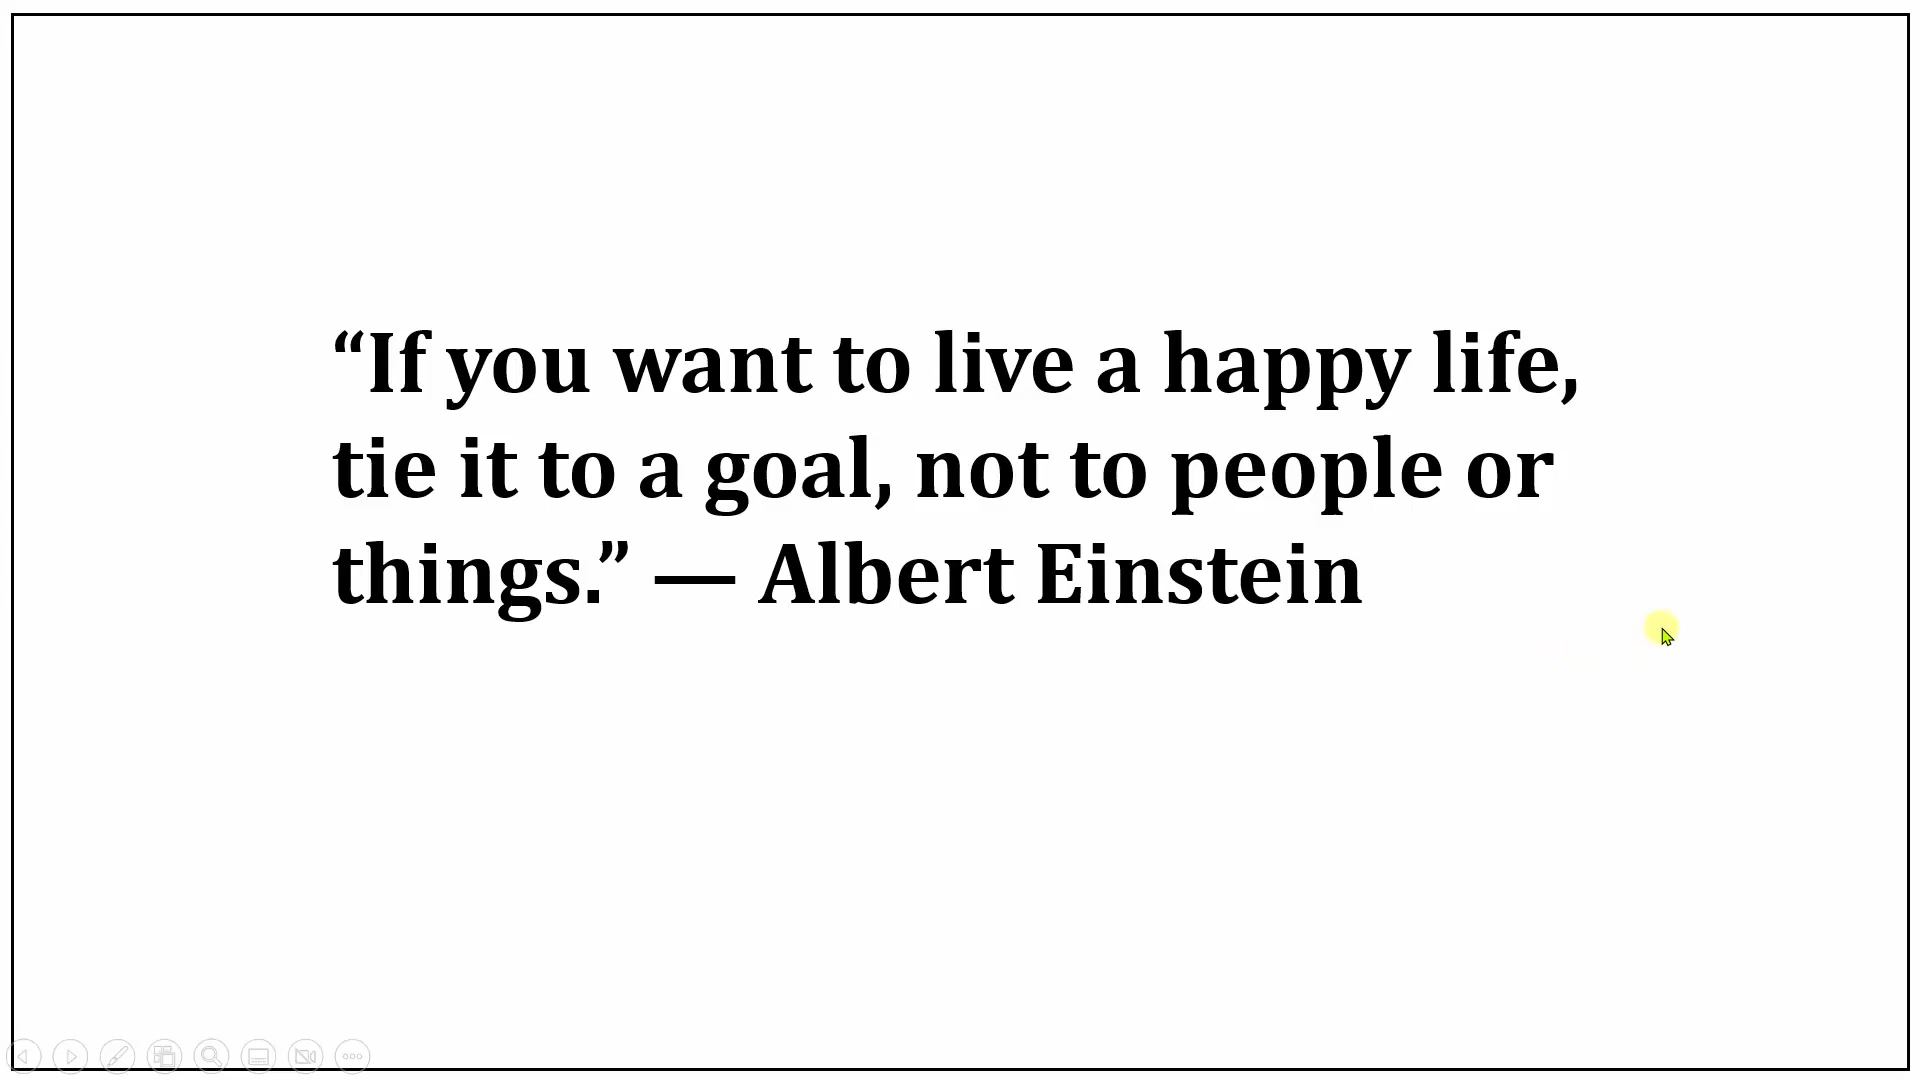 “If you want to live a happy life,
tie it to a goal, not to people or
things.” — Albert Einstein